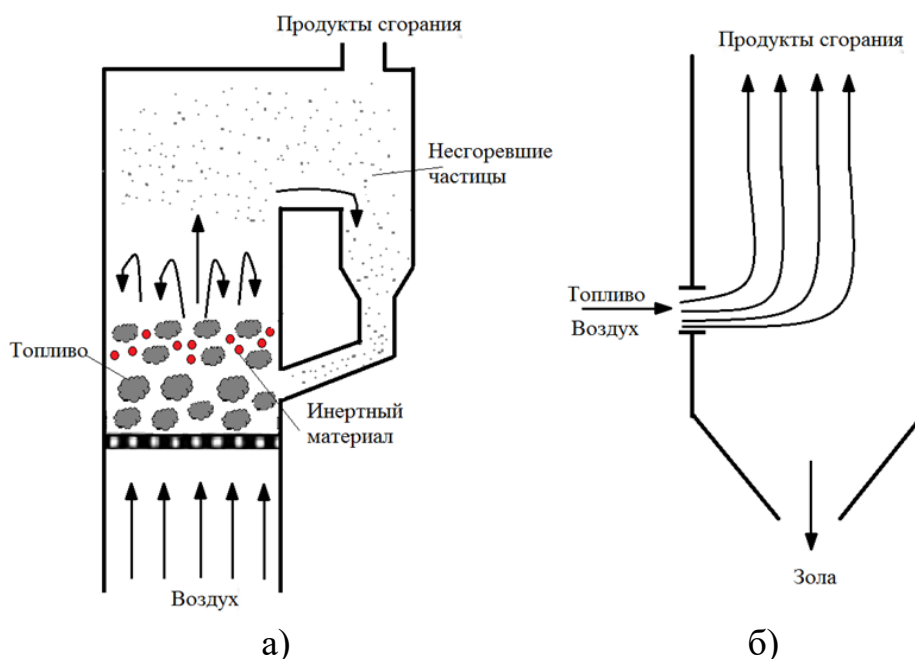 Продукты сгорания
Несгоревшие
частицы
Топливо
Инертный
материал
Воздух
а)
Продукты сгорания
Топливо
Воздух
Зола
б)